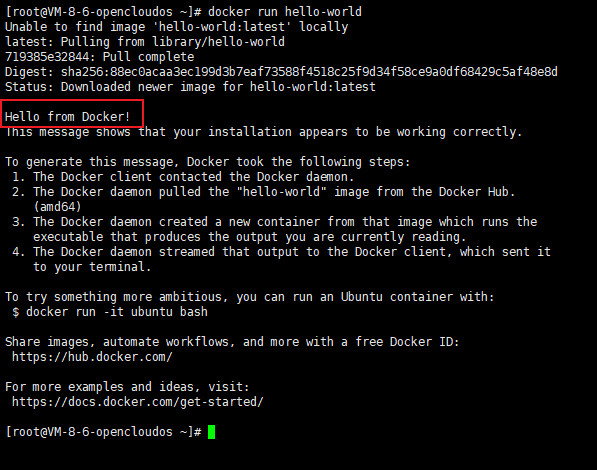 [root@VM-8-6-opencloudos ~]# docker run hello-world
Unable to find image 'hello-world:latest' locally
latest: Pulling from library/hello-world
719385e32844: Pull complete
Digest: sha256:88ec0acaa3ec199d3b7eaf73588f4518c25f9d34f58ce9a0df68429c5af48e8d
Status: Downloaded newer image for hello-world:latest
Hello from Docker!
This message shows that your installation appears to be working correctly.
To generate this message, Docker took the following steps:
1. The Docker client contacted the Docker daemon.
2. The Docker daemon pulled the "hello-world" image from the Docker Hub.
(amd64)
3. The Docker daemon created a new container from that image which runs the
executable that produces the output you are currently reading.
4. The Docker daemon streamed that output to the Docker client, which sent it
to your terminal.
To try something more ambitious, you can run an Ubuntu container with:
$ docker run -it ubuntu bash
Share images, automate workflows, and more with a free Docker ID:
https://hub.docker.com/
For more examples and ideas, visit:
https://docs.docker.com/get-started/
[root@VM-8-6-opencloudos ~]#